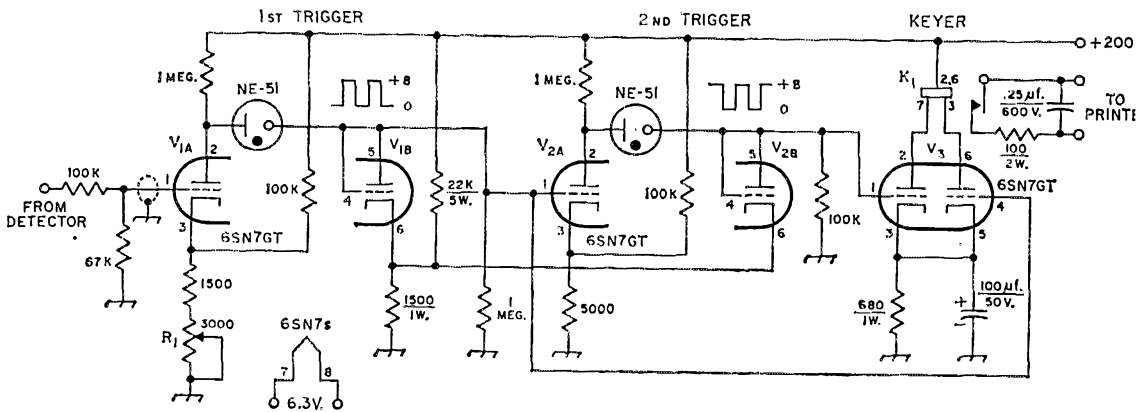 1ST TRIGGER
2ND TRIGGER
KEYER
+200
1 MEG.
NE-51
+8
0
V1A
2
1
3
100K
FROM
DETECTOR
67K
6SN7GT
1500
R1
3000
100K
V1B
5
4
6
22K
5W.
1500
1W.
1
MEG.
6SN7s
7
8
6.3V.
1 MEG.
NE-51
+8
0
V2A
2
1
3
6SN7GT
5000
100K
V2B
5
4
6
100K
K1
2,6
7
3
.25µf.
600V.
100
2W.
TO
PRINTE
V3
2
6
1
4
3
5
6SN7GT
680
1W.
100µf.
50V.
+
-